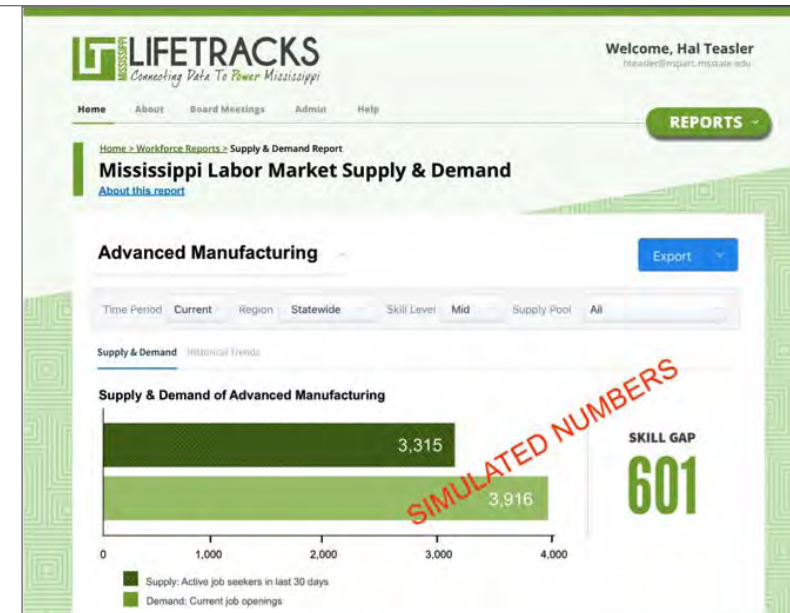 MISSISSIPPI LIFETRACKS
Connecting Data To Power Mississippi
Welcome, Hal Teasler
hteasler@nsparc.msstate.edu
Home About Board Meetings Admin Help
REPORTS
Home > Workforce Reports > Supply & Demand Report
Mississippi Labor Market Supply & Demand
About this report
Advanced Manufacturing
Export
Time Period Current Region Statewide Skill Level Mid Supply Pool All
Supply & Demand Historical Trends
Supply & Demand of Advanced Manufacturing
SIMULATED NUMBERS
3,315
3,916
SKILL GAP
601
0 1,000 2,000 3,000 4,000
Supply: Active job seekers in last 30 days
Demand: Current job openings